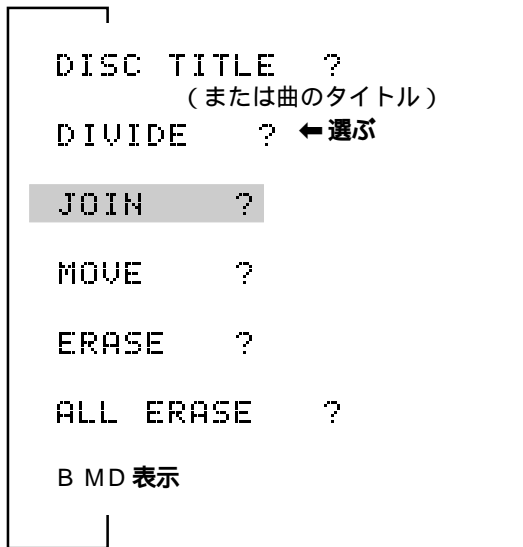 DISC TITLE ?
(または曲のタイトル)
DIVIDE ? ⬅選ぶ
JOIN ?
MOVE ?
ERASE ?
ALL ERASE ?
B MD 表示